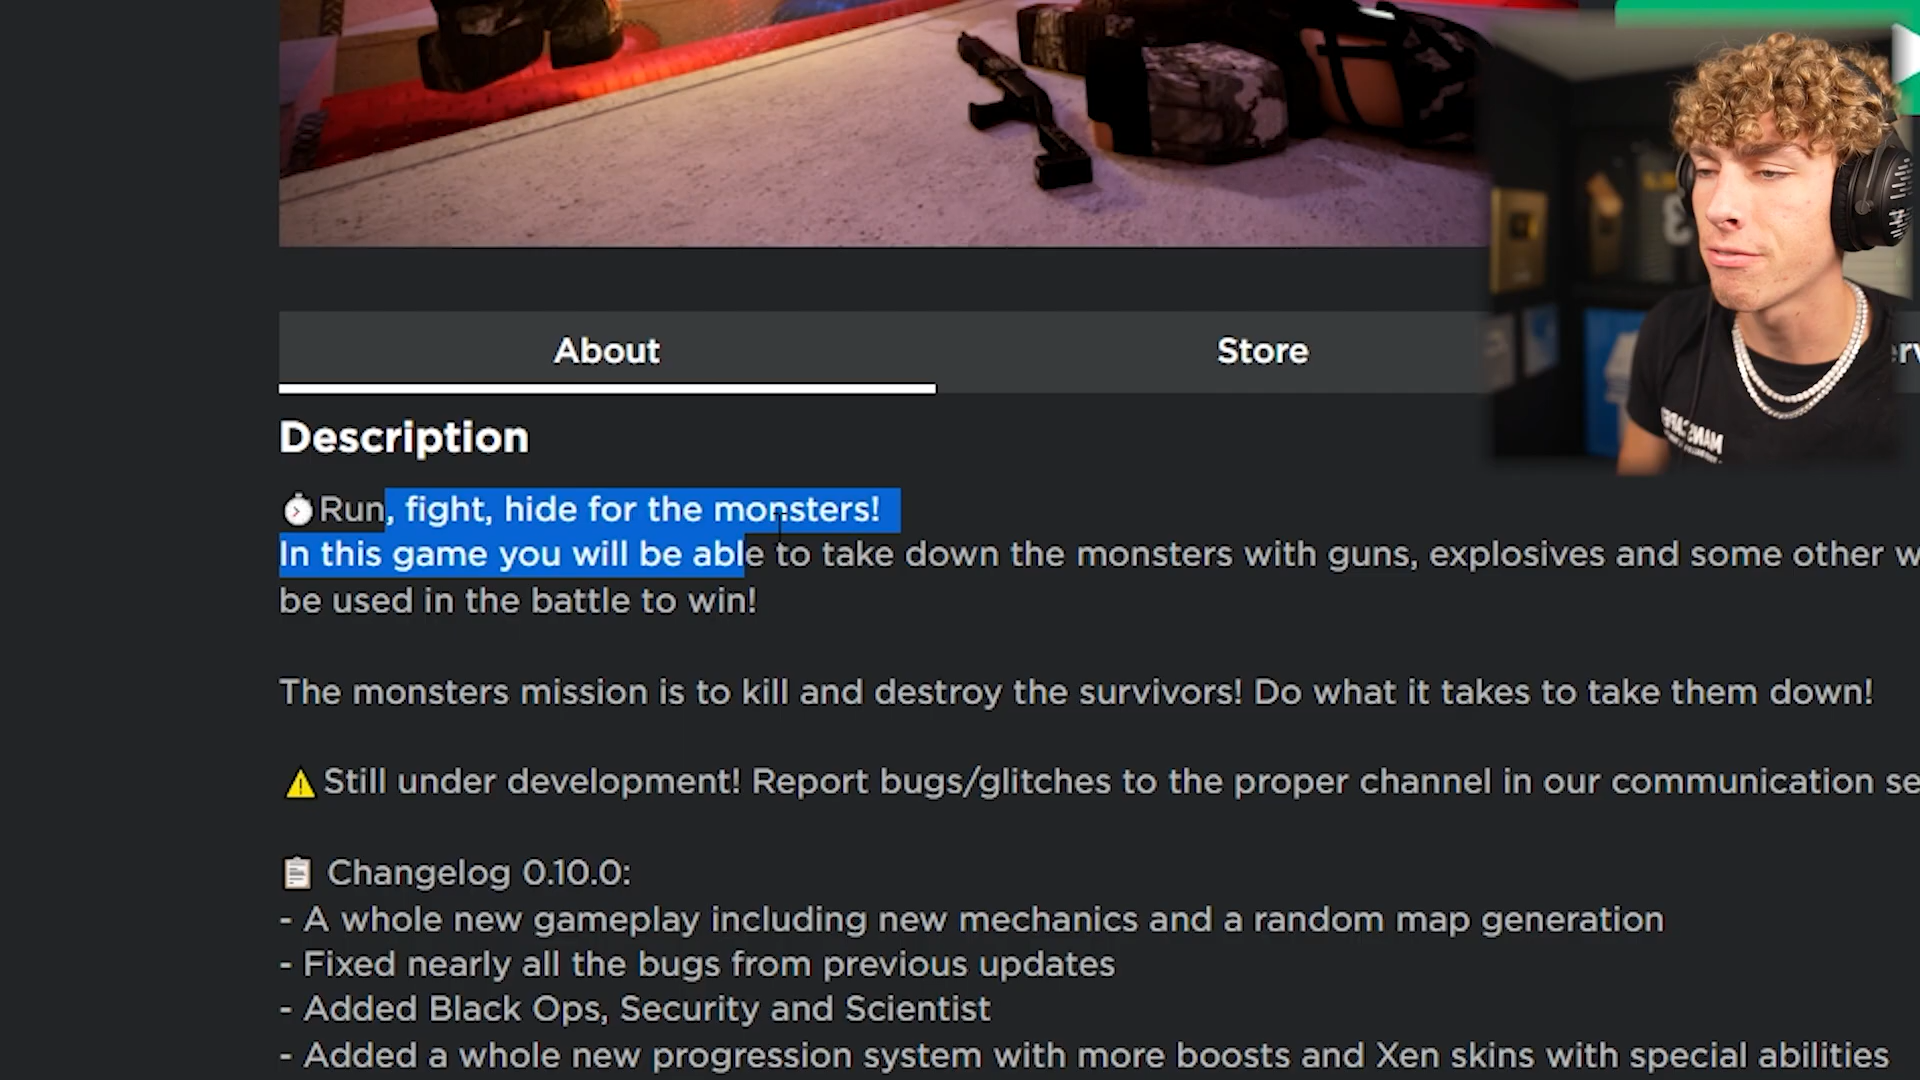 About
Store
Description
Run, fight, hide for the monsters!
In this game you will be able to take down the monsters with guns, explosives and some other w
be used in the battle to win!
The monsters mission is to kill and destroy the survivors! Do what it takes to take them down!
Still under development! Report bugs/glitches to the proper channel in our communication se
Changelog 0.10.0:
- A whole new gameplay including new mechanics and a random map generation
- Fixed nearly all the bugs from previous updates
- Added Black Ops, Security and Scientist
- Added a whole new progression system with more boosts and Xen skins with special abilities